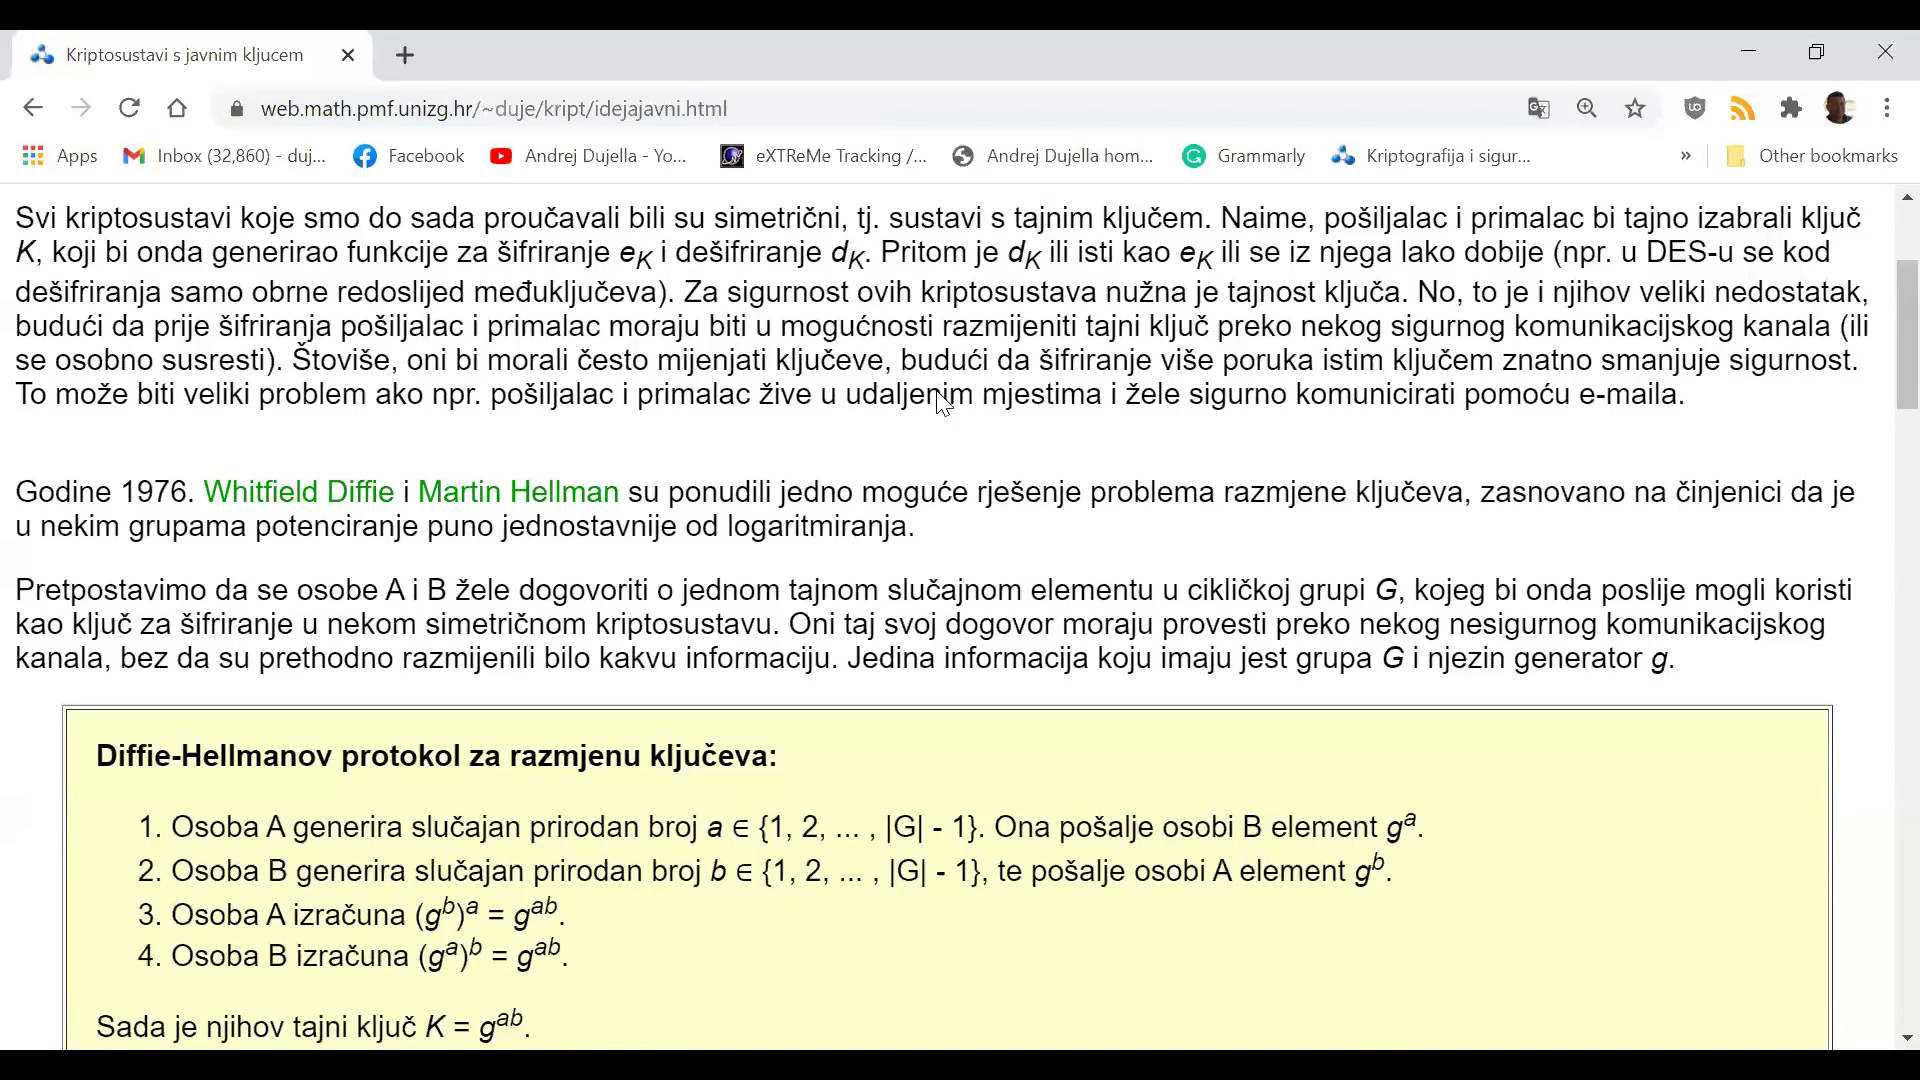 Kriptosustavi s javnim kljucem
web.math.pmf.unizg.hr/~duje/kript/idejajavni.html
Apps Inbox (32,860) - duj... Facebook Andrej Dujella - Yo... eXTReMe Tracking /... Andrej Dujella hom... Grammarly Kriptografija i sigur... » Other bookmarks
Svi kriptosustavi koje smo do sada proučavali bili su simetrični, tj. sustavi s tajnim ključem. Naime, pošiljalac i primalac bi tajno izabrali ključ
K, koji bi onda generirao funkcije za šifriranje eK i dešifriranje dK. Pritom je dK ili isti kao eK ili se iz njega lako dobije (npr. u DES-u se kod
dešifriranja samo obrne redoslijed međuključeva). Za sigurnost ovih kriptosustava nužna je tajnost ključa. No, to je i njihov veliki nedostatak,
budući da prije šifriranja pošiljalac i primalac moraju biti u mogućnosti razmijeniti tajni ključ preko nekog sigurnog komunikacijskog kanala (ili
se osobno susresti). Štoviše, oni bi morali često mijenjati ključeve, budući da šifriranje više poruka istim ključem znatno smanjuje sigurnost.
To može biti veliki problem ako npr. pošiljalac i primalac žive u udaljenim mjestima i žele sigurno komunicirati pomoću e-maila.
Godine 1976. Whitfield Diffie i Martin Hellman su ponudili jedno moguće rješenje problema razmjene ključeva, zasnovano na činjenici da je
u nekim grupama potenciranje puno jednostavnije od logaritmiranja.
Pretpostavimo da se osobe A i B žele dogovoriti o jednom tajnom slučajnom elementu u cikličkoj grupi G, kojeg bi onda poslije mogli koristi
kao ključ za šifriranje u nekom simetričnom kriptosustavu. Oni taj svoj dogovor moraju provesti preko nekog nesigurnog komunikacijskog
kanala, bez da su prethodno razmijenili bilo kakvu informaciju. Jedina informacija koju imaju jest grupa G i njezin generator g.
Diffie-Hellmanov protokol za razmjenu ključeva:
1. Osoba A generira slučajan prirodan broj a ∈ {1, 2, ... , |G| - 1}. Ona pošalje osobi B element g^a.
2. Osoba B generira slučajan prirodan broj b ∈ {1, 2, ... , |G| - 1}, te pošalje osobi A element g^b.
3. Osoba A izračuna (g^b)^a = g^ab.
4. Osoba B izračuna (g^a)^b = g^ab.
Sada je njihov tajni ključ K = g^ab.